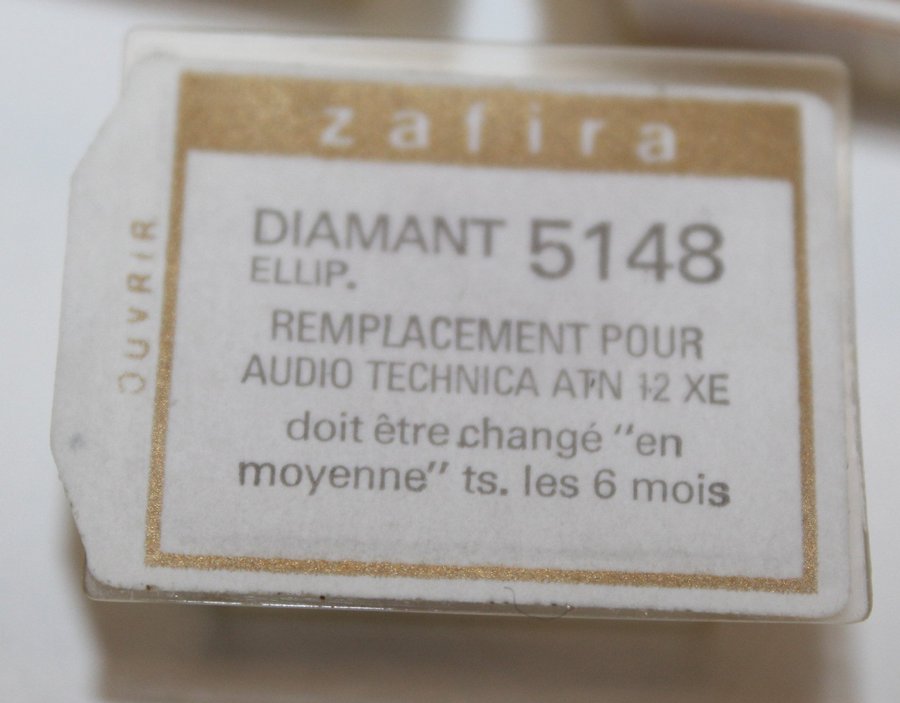 zafira
DIAMANT 5148
ELLIP.
REMPLACEMENT POUR
AUDIO TECHNICA ATN 12 XE
doit être changé "en
moyenne" ts. les 6 mois
OUVRIR